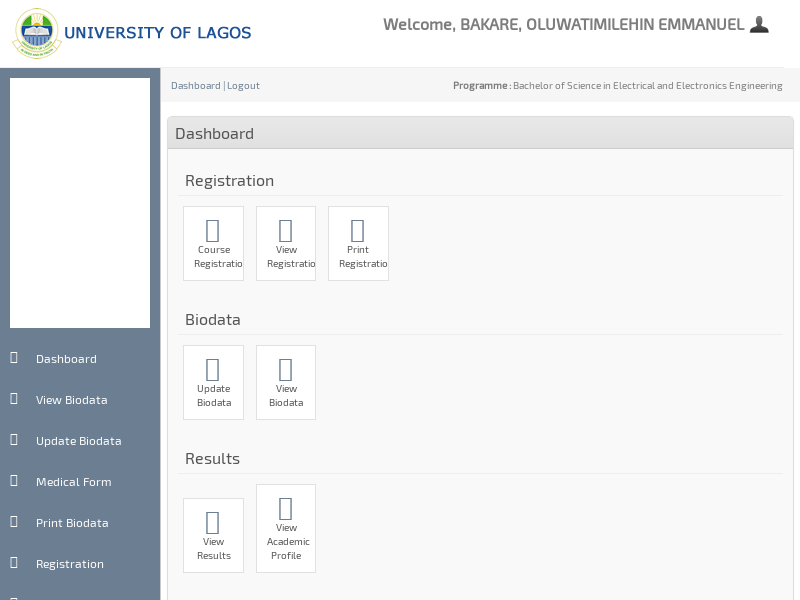 UNIVERSITY OF LAGOS
Welcome, BAKARE, OLUWATIMILEHIN EMMANUEL
Dashboard | Logout
Programme : Bachelor of Science in Electrical and Electronics Engineering
Dashboard
View Biodata
Update Biodata
Medical Form
Print Biodata
Registration
Dashboard
Registration
Course
Registratio
View
Registratio
Print
Registratio
Biodata
Update
Biodata
View
Biodata
Results
View
Results
View
Academic
Profile